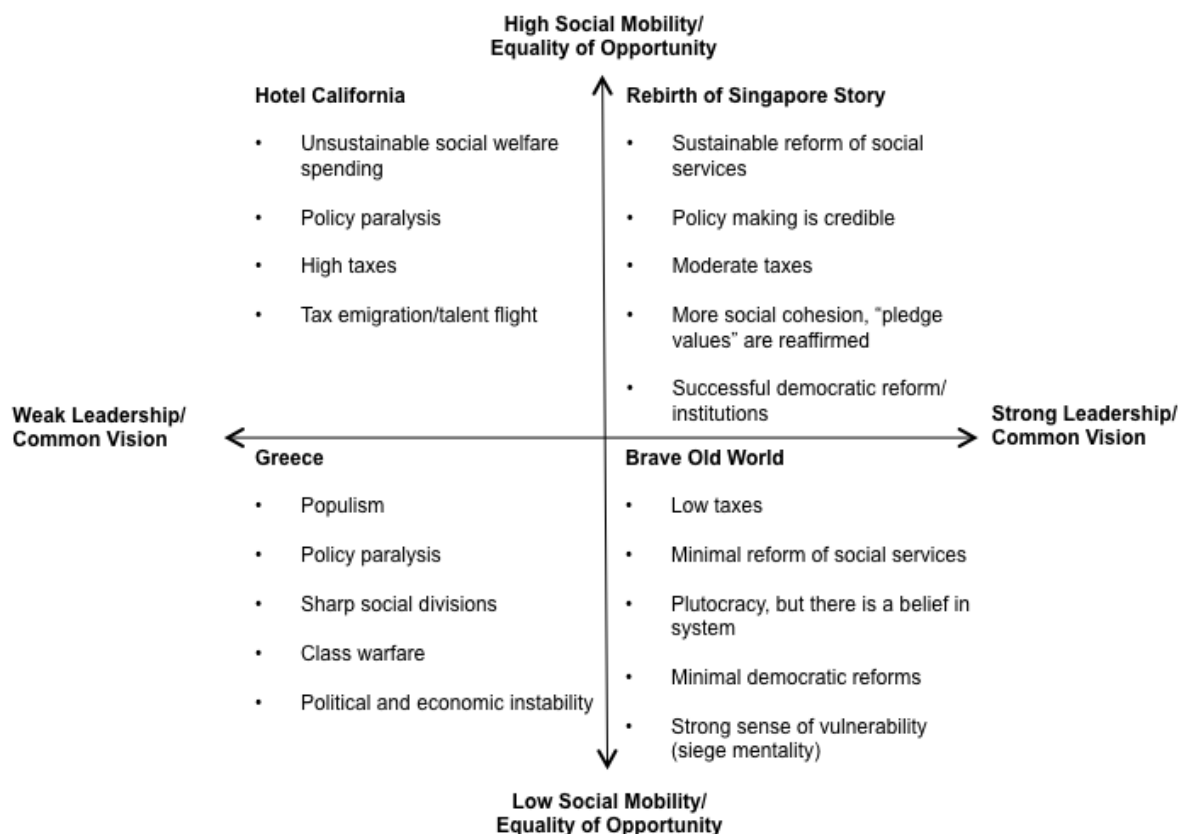 High Social Mobility/
Equality of Opportunity
Hotel California
• Unsustainable social welfare
spending
• Policy paralysis
• High taxes
• Tax emigration/talent flight
Rebirth of Singapore Story
• Sustainable reform of social
services
• Policy making is credible
• Moderate taxes
• More social cohesion, “pledge
values” are reaffirmed
• Successful democratic reform/
institutions
Weak Leadership/
Common Vision
Strong Leadership/
Common Vision
Greece
• Populism
• Policy paralysis
• Sharp social divisions
• Class warfare
• Political and economic instability
Brave Old World
• Low taxes
• Minimal reform of social services
• Plutocracy, but there is a belief in
system
• Minimal democratic reforms
• Strong sense of vulnerability
(siege mentality)
Low Social Mobility/
Equality of Opportunity